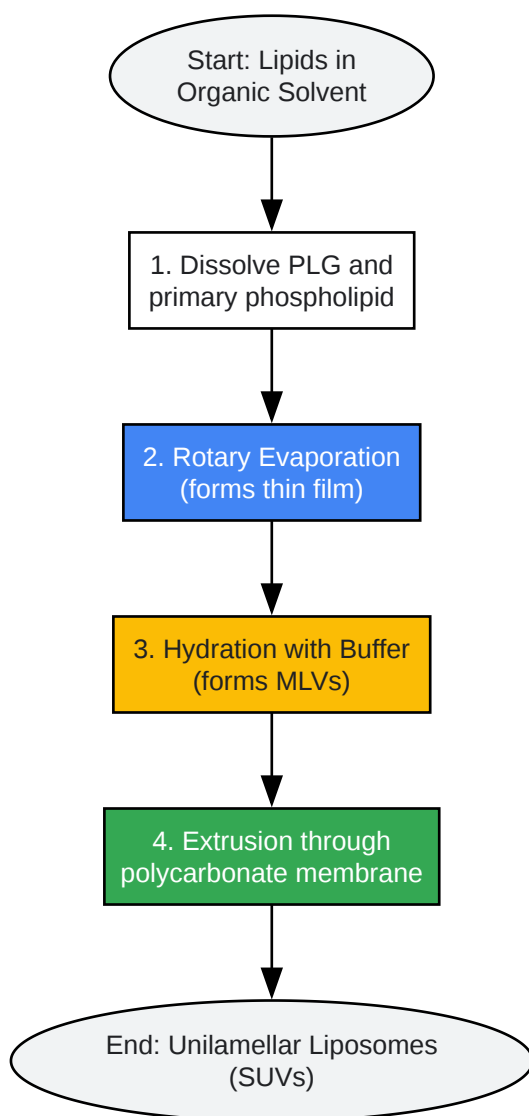 Start: Lipids in
Organic Solvent
1. Dissolve PLG and
primary phospholipid
2. Rotary Evaporation
(forms thin film)
3. Hydration with Buffer
(forms MLVs)
4. Extrusion through
polycarbonate membrane
End: Unilamellar Liposomes
(SUVs)